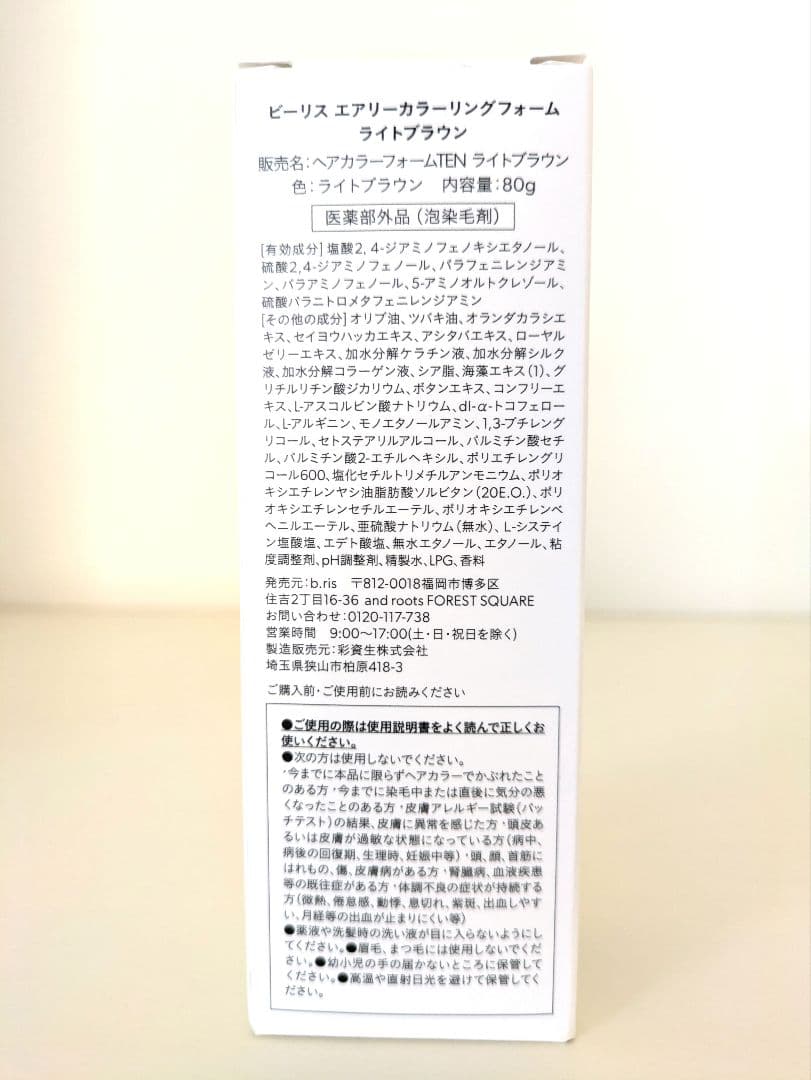 ビーリス エアリーカラーリングフォーム
ライトブラウン
販売名：ヘアカラーフォームTEN ライトブラウン
色：ライトブラウン　内容量：80g
医薬部外品（泡染毛剤）
[有効成分]塩酸2，4-ジアミノフェノキシエタノール、
硫酸2,4-ジアミノフェノール、パラフェニレンジアミ
ン、パラアミノフェノール、5-アミノオルトクレゾール、
硫酸パラニトロメタフェニレンジアミン
[その他の成分]オリブ油、ツバキ油、オランダカラシエ
キス、セイヨウハッカエキス、アシタバエキス、ローヤル
ゼリーエキス、加水分解ケラチン液、加水分解シルク
液、加水分解コラーゲン液、シア脂、海藻エキス（1）、グ
リチルリチン酸ジカリウム、ボタンエキス、コンフリーエ
キス、L-アスコルビン酸ナトリウム、dl-α-トコフェロー
ル、L-アルギニン、モノエタノールアミン、1,3-ブチレング
リコール、セトステアリルアルコール、パルミチン酸セチ
ル、パルミチン酸2-エチルヘキシル、ポリエチレングリ
コール600、塩化セチルトリメチルアンモニウム、ポリオ
キシエチレンヤシ油脂肪酸ソルビタン（20E.O.）、ポリ
オキシエチレンセチルエーテル、ポリオキシエチレンベ
ヘニルエーテル、亜硫酸ナトリウム（無水）、L-システイ
ン塩酸塩、エデト酸塩、無水エタノール、エタノール、粘
度調整剤、pH調整剤、精製水、LPG、香料
発売元：b.ris　〒812-0018福岡市博多区
住吉2丁目16-36 and roots FOREST SQUARE
お問い合わせ：0120-117-738
営業時間　9:00〜17:00(土・日・祝日を除く)
製造販売元：彩資生株式会社
埼玉県狭山市柏原418-3
ご購入前・ご使用前にお読みください
●ご使用の際は使用説明書をよく読んで正しくお
使いください。
●次の方は使用しないでください。
・今までに本品に限らずヘアカラーでかぶれたこと
のある方・今までに染毛中または直後に気分の悪
くなったことのある方・皮膚アレルギー試験（パッ
チテスト）の結果、皮膚に異常を感じた方・頭皮あ
るいは皮膚が過敏な状態になっている方（病中、
病後の回復期、生理時、妊娠中等）・頭、顔、首筋に
はれもの、傷、皮膚病がある方・腎臓病、血液疾患
等の既往症がある方・体調不良の症状が持続する
方（微熱、倦怠感、動悸、息切れ、紫斑、出血しやす
い、月経等の出血が止まりにくい等）
●薬液や洗髪時の洗い液が目に入らないようにし
てください。●眉毛、まつ毛には使用しないでくだ
さい。●幼小児の手の届かないところに保管して
ください。●高温や直射日光を避けて保管してく
ださい。